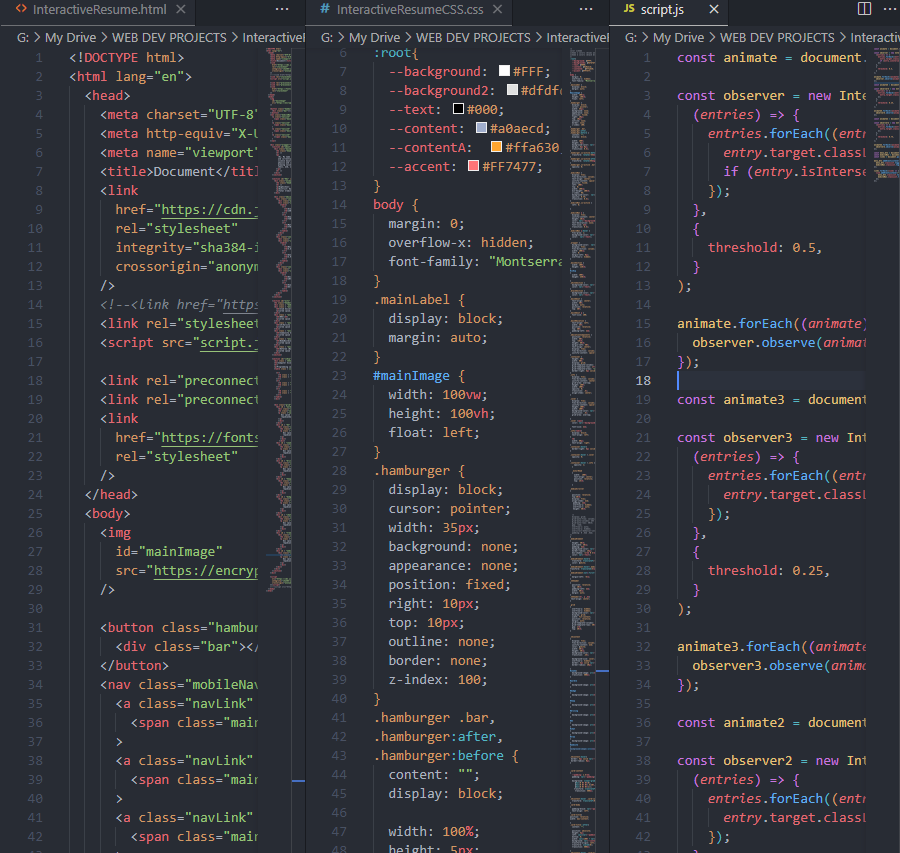 InteractiveResume.html
G: > My Drive > WEB DEV PROJECTS > Interactive
1 <!DOCTYPE html>
2 <html lang="en">
3 <head>
4 <meta charset="UTF-8"
5 <meta http-equiv="X-U
6 <meta name="viewport"
7 <title>Document</titl
8 <link
9 href="https://cdn.j
10 rel="stylesheet"
11 integrity="sha384-i
12 crossorigin="anonym
13 />
14 <!--<link href="https
15 <link rel="stylesheet
16 <script src="script.j
17
18 <link rel="preconnect
19 <link rel="preconnect
20 <link
21 href="https://fonts
22 rel="stylesheet"
23 />
24 </head>
25 <body>
26 <img
27 id="mainImage"
28 src="https://encryp
29 />
30
31 <button class="hambur
32 <div class="bar"></
33 </button>
34 <nav class="mobileNav
35 <a class="navLink"
36 <span class="main
37 >
38 <a class="navLink"
39 <span class="main
40 >
41 <a class="navLink"
42 <span class="main
# InteractiveResumeCSS.css
G: > My Drive > WEB DEV PROJECTS > Interactive
6 :root{
7 --background: #FFF;
8 --background2: #dfdfd
9 --text: #000;
10 --content: #a0aecd;
11 --contentA: #ffa630
12 --accent: #FF7477;
13 }
14 body {
15 margin: 0;
16 overflow-x: hidden;
17 font-family: "Montserra
18 }
19 .mainLabel {
20 display: block;
21 margin: auto;
22 }
23 #mainImage {
24 width: 100vw;
25 height: 100vh;
26 float: left;
27 }
28 .hamburger {
29 display: block;
30 cursor: pointer;
31 width: 35px;
32 background: none;
33 appearance: none;
34 position: fixed;
35 right: 10px;
36 top: 10px;
37 outline: none;
38 border: none;
39 z-index: 100;
40 }
41 .hamburger .bar,
42 .hamburger:after,
43 .hamburger:before {
44 content: "";
45 display: block;
46
47 width: 100%;
48 height: 5px;
JS script.js
G: > My Drive > WEB DEV PROJECTS > Interacti
1 const animate = document.
2
3 const observer = new Inte
4 (entries) => {
5 entries.forEach((entr
6 entry.target.classL
7 if (entry.isInterse
8 });
9 },
10 {
11 threshold: 0.5,
12 }
13 );
14
15 animate.forEach((animate)
16 observer.observe(animat
17 });
18
19 const animate3 = document
20
21 const observer3 = new Int
22 (entries) => {
23 entries.forEach((entr
24 entry.target.classL
25 });
26 },
27 {
28 threshold: 0.25,
29 }
30 );
31
32 animate3.forEach((animate
33 observer3.observe(anima
34 });
35
36 const animate2 = document
37
38 const observer2 = new Int
39 (entries) => {
40 entries.forEach((entr
41 entry.target.classL
42 });